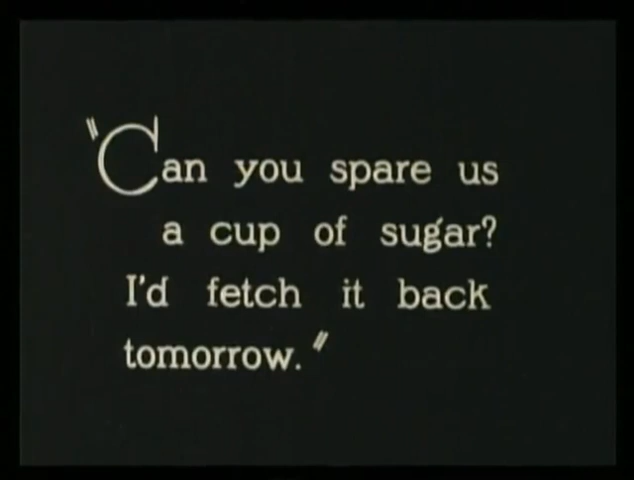 "Can you spare us
a cup of sugar?
I'd fetch it back
tomorrow."